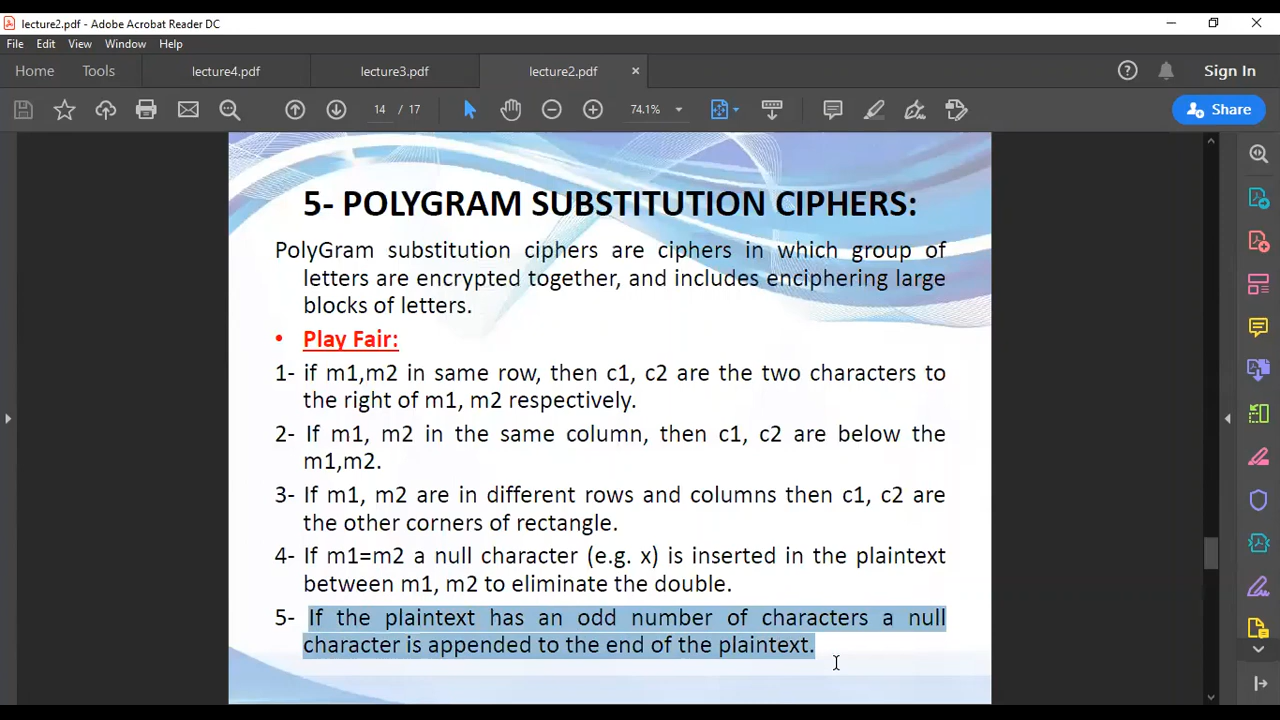 lecture2.pdf - Adobe Acrobat Reader DC
File Edit View Window Help
Home Tools lecture4.pdf lecture3.pdf lecture2.pdf × Sign In
14 / 17 74.1% Share
5- POLYGRAM SUBSTITUTION CIPHERS:
PolyGram substitution ciphers are ciphers in which group of
letters are encrypted together, and includes enciphering large
blocks of letters.
• Play Fair:
1- if m1,m2 in same row, then c1, c2 are the two characters to
the right of m1, m2 respectively.
2- If m1, m2 in the same column, then c1, c2 are below the
m1,m2.
3- If m1, m2 are in different rows and columns then c1, c2 are
the other corners of rectangle.
4- If m1=m2 a null character (e.g. x) is inserted in the plaintext
between m1, m2 to eliminate the double.
5- If the plaintext has an odd number of characters a null
character is appended to the end of the plaintext.